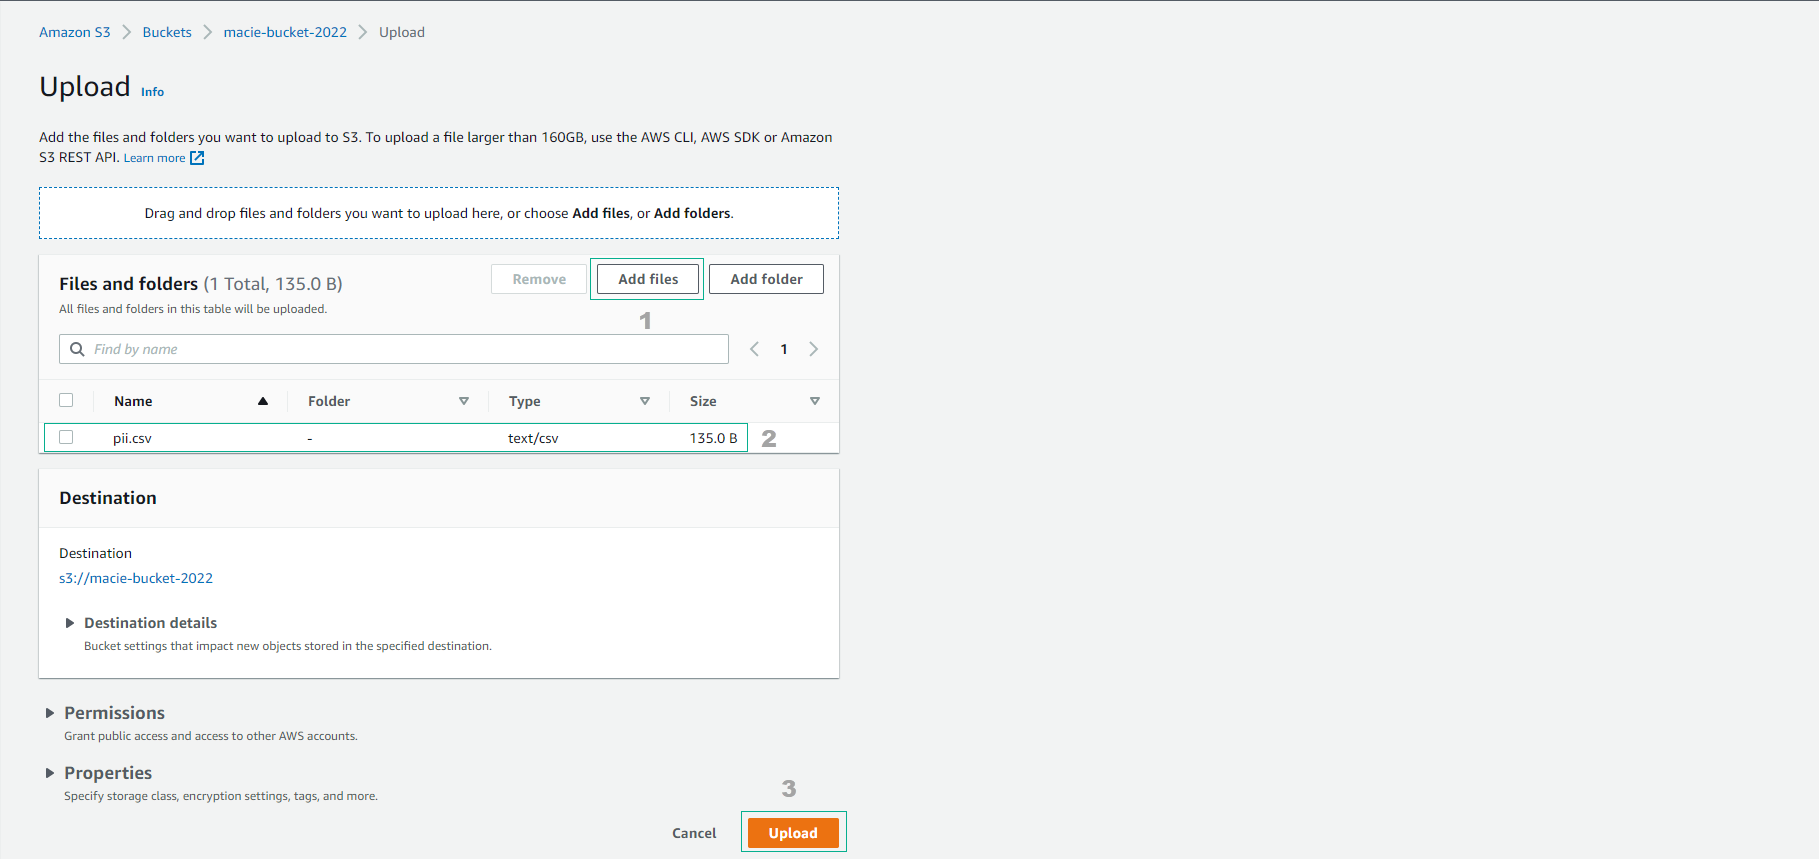 Amazon S3 > Buckets > macie-bucket-2022 > Upload
Upload Info
Add the files and folders you want to upload to S3. To upload a file larger than 160GB, use the AWS CLI, AWS SDK or Amazon
S3 REST API. Learn more
Drag and drop files and folders you want to upload here, or choose Add files, or Add folders.
Files and folders (1 Total, 135.0 B)
All files and folders in this table will be uploaded.
Remove
Add files
Add folder
1
Find by name
1
Name Folder Type Size
pii.csv - text/csv 135.0 B 2
Destination
Destination
s3://macie-bucket-2022
Destination details
Bucket settings that impact new objects stored in the specified destination.
Permissions
Grant public access and access to other AWS accounts.
Properties
Specify storage class, encryption settings, tags, and more.
3
Cancel
Upload